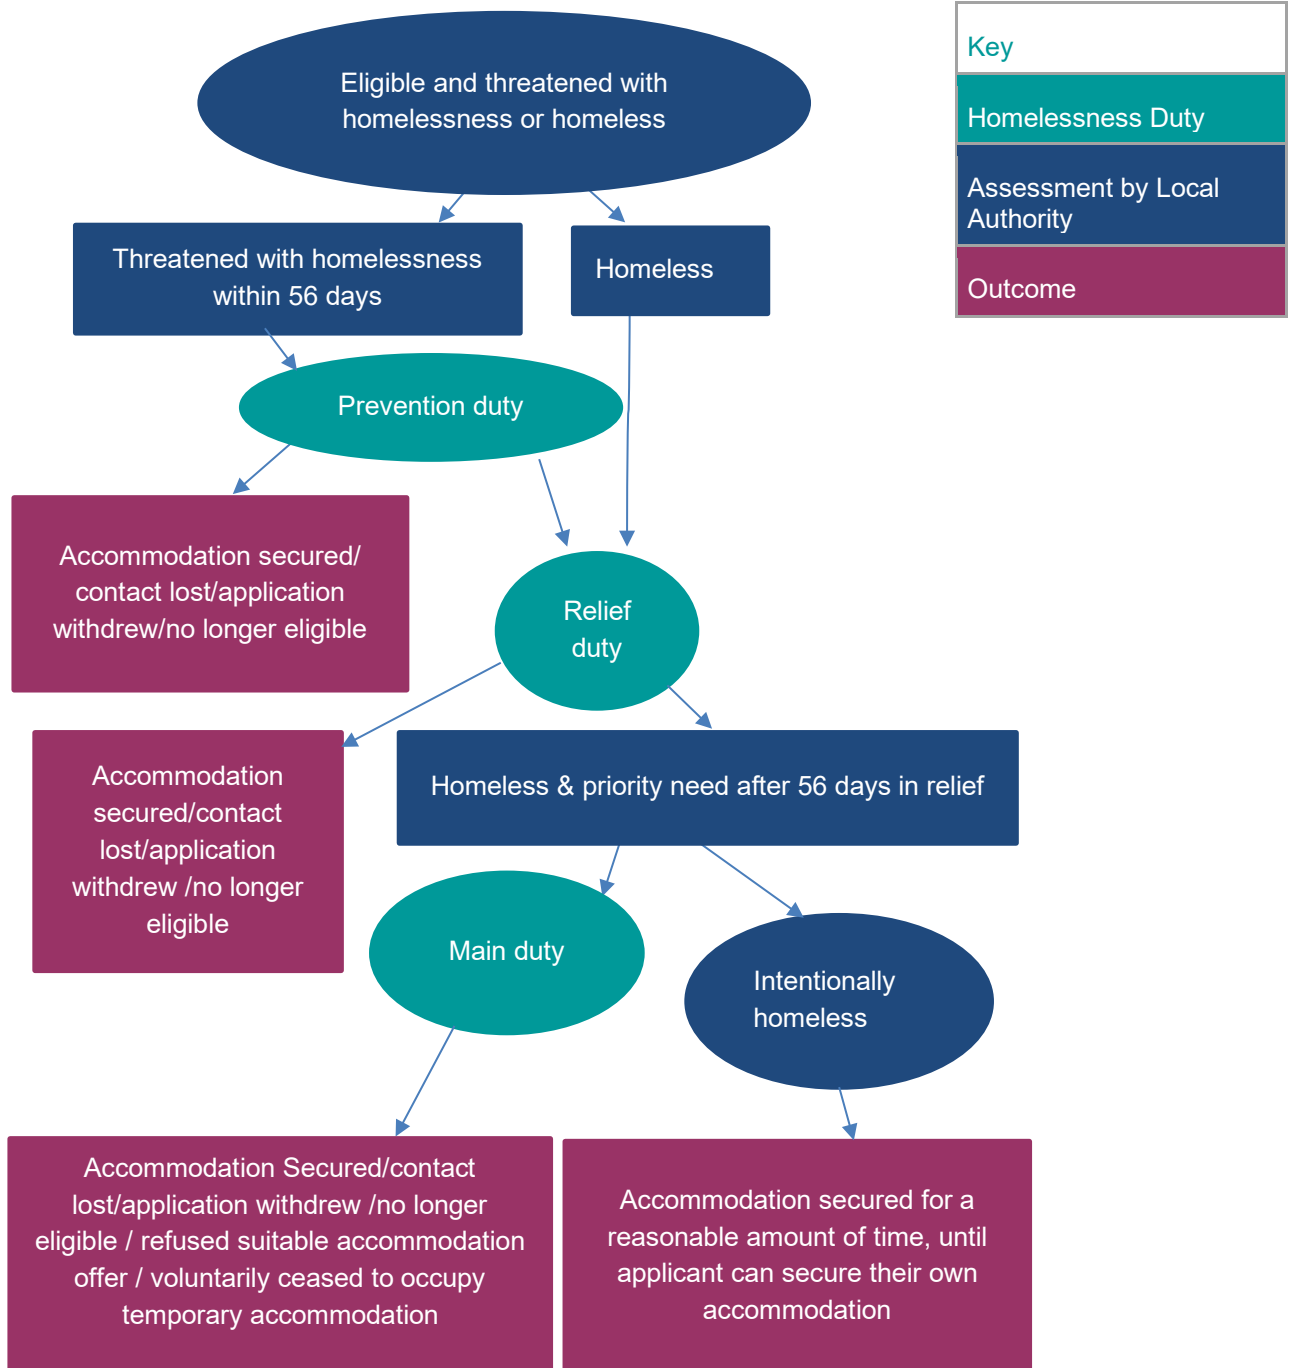 Eligible and threatened with
homelessness or homeless
Key
Homelessness Duty
Assessment by Local
Authority
Outcome
Threatened with homelessness
within 56 days
Homeless
Prevention duty
Accommodation secured/
contact lost/application
withdrew/no longer eligible
Relief
duty
Accommodation
secured/contact
lost/application
withdrew /no longer
eligible
Homeless & priority need after 56 days in relief
Main duty
Intentionally
homeless
Accommodation Secured/contact
lost/application withdrew /no longer
eligible / refused suitable accommodation
offer / voluntarily ceased to occupy
temporary accommodation
Accommodation secured for a
reasonable amount of time, until
applicant can secure their own
accommodation